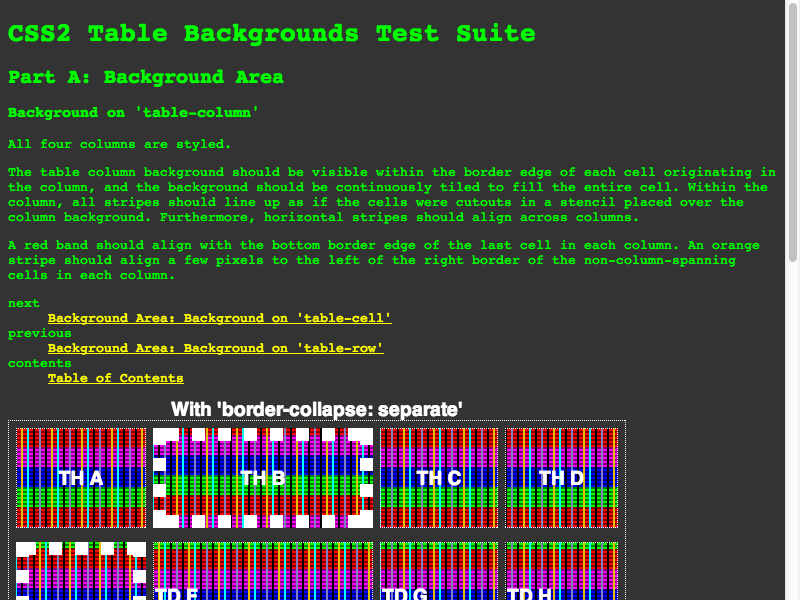 CSS2 Table Backgrounds Test Suite
Part A: Background Area
Background on 'table-column'
All four columns are styled.
The table column background should be visible within the border edge of each cell originating in
the column, and the background should be continuously tiled to fill the entire cell. Within the
column, all stripes should line up as if the cells were cutouts in a stencil placed over the
column background. Furthermore, horizontal stripes should align across columns.
A red band should align with the bottom border edge of the last cell in each column. An orange
stripe should align a few pixels to the left of the right border of the non-column-spanning
cells in each column.
next
Background Area: Background on 'table-cell'
previous
Background Area: Background on 'table-row'
contents
Table of Contents
With 'border-collapse: separate'
TH A TH B TH C TH D
TD F TD G TD H